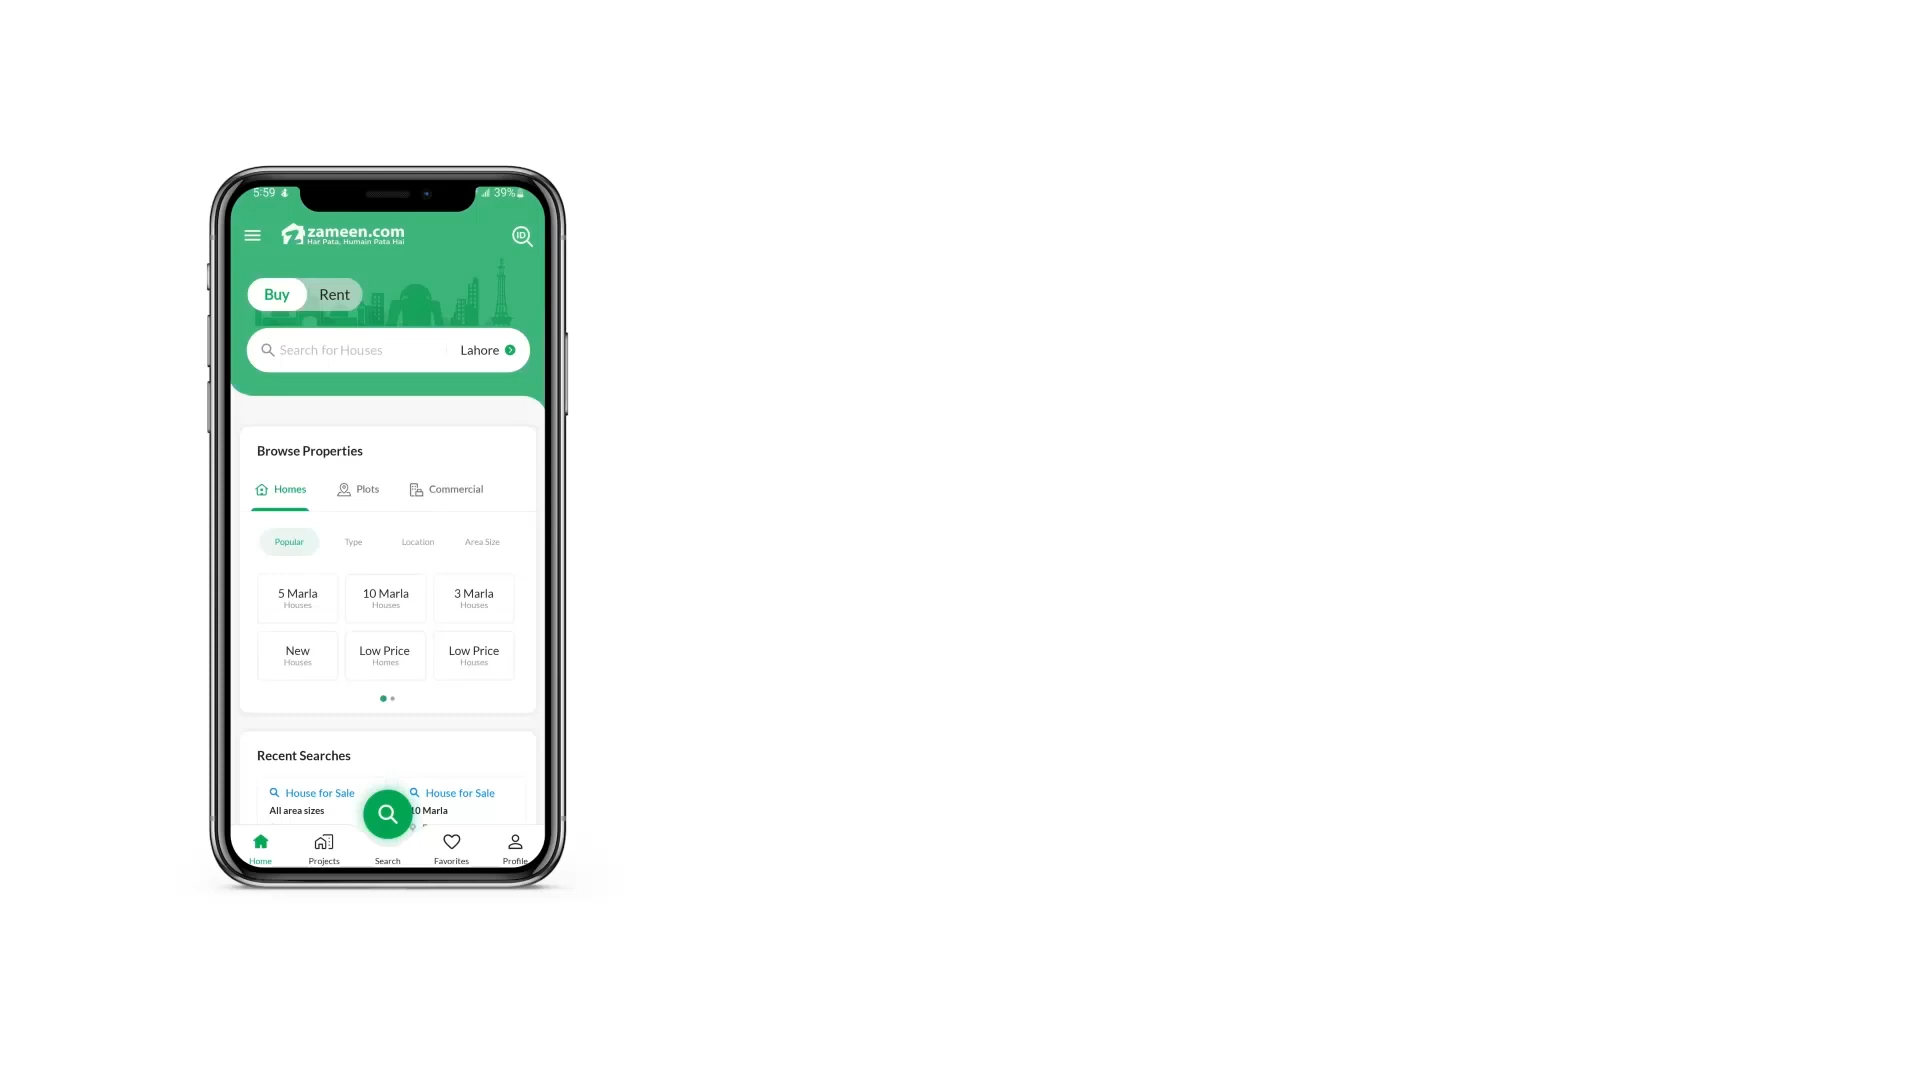 5:59
39%
zameen.com
Har Pata, Humain Pata Hai
ID
Buy
Rent
Search for Houses
Lahore
Browse Properties
Homes
Plots
Commercial
Popular
Type
Location
Area Size
5 Marla
Houses
10 Marla
Houses
3 Marla
Houses
New
Houses
Low Price
Homes
Low Price
Houses
Recent Searches
House for Sale
All area sizes
House for Sale
10 Marla
Home
Projects
Search
Favorites
Profile